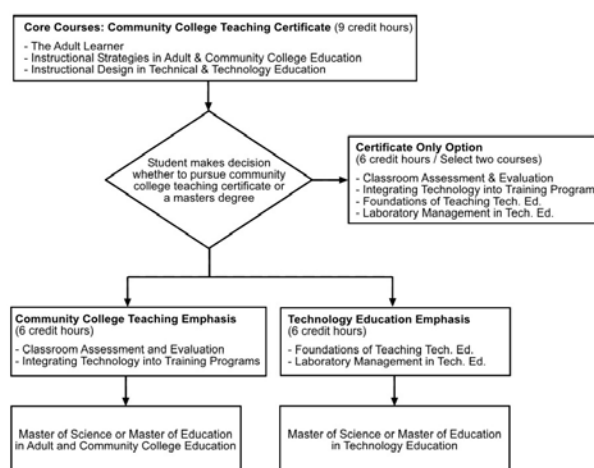 Core Courses: Community College Teaching Certificate (9 credit hours)
- The Adult Learner
- Instructional Strategies in Adult & Community College Education
- Instructional Design in Technical & Technology Education
Student makes decision
whether to pursue community
college teaching certificate or
a masters degree
Certificate Only Option
(6 credit hours / Select two courses)
- Classroom Assessment & Evaluation
- Integrating Technology into Training Program
- Foundations of Teaching Tech. Ed.
- Laboratory Management in Tech. Ed.
Community College Teaching Emphasis
(6 credit hours)
- Classroom Assessment and Evaluation
- Integrating Technology into Training Programs
Technology Education Emphasis
(6 credit hours)
- Foundations of Teaching Tech. Ed.
- Laboratory Management in Tech. Ed.
Master of Science or Master of Education
in Adult and Community College Education
Master of Science or Master of Education
in Technology Education